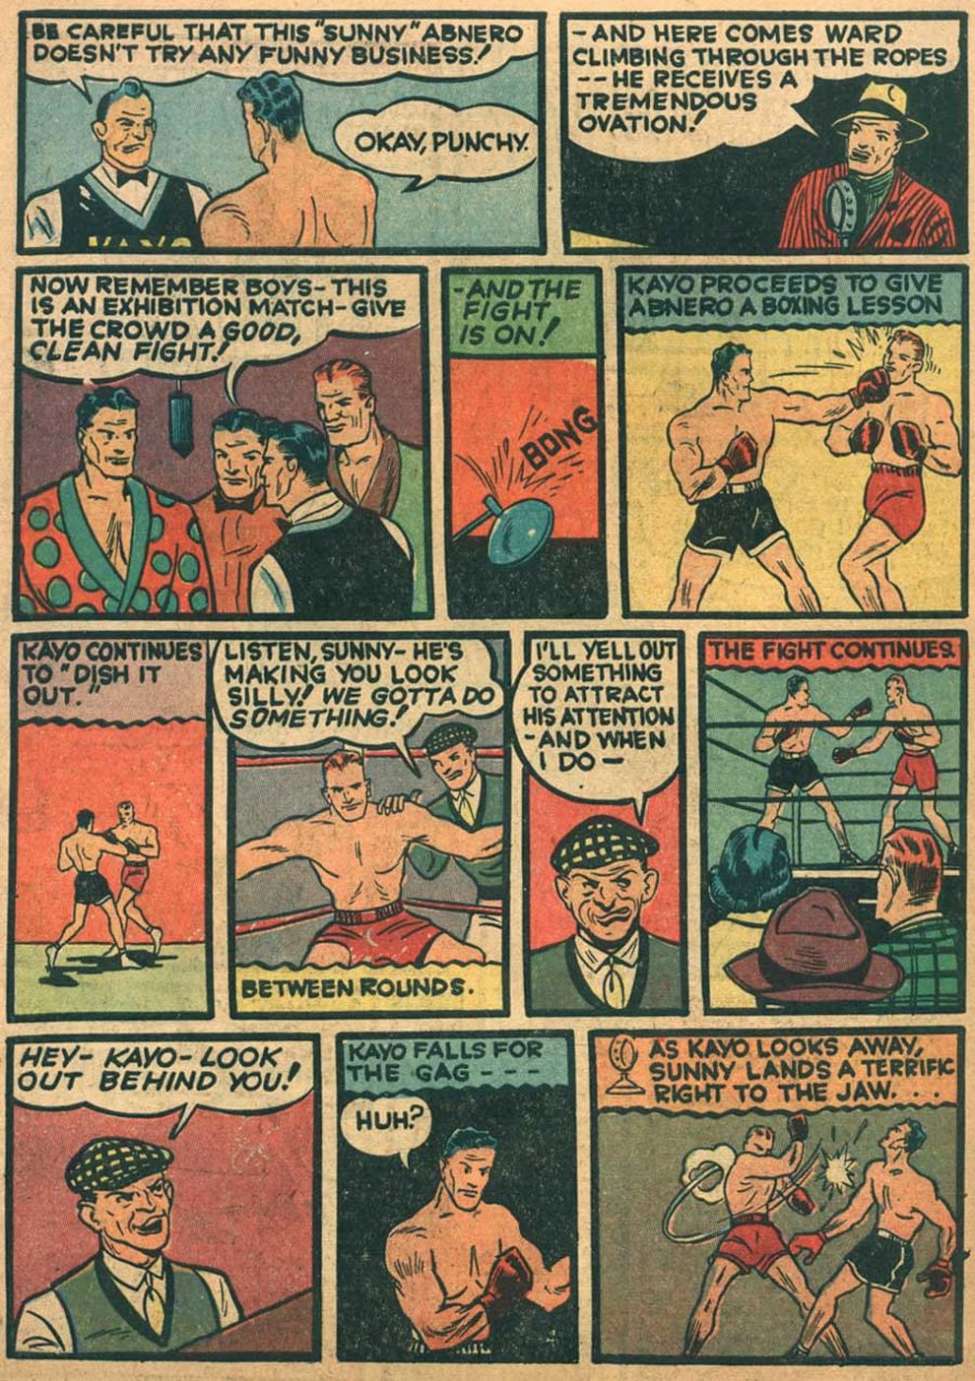 BE CAREFUL THAT THIS "SUNNY" ABNERO
DOESN'T TRY ANY FUNNY BUSINESS!
OKAY, PUNCHY.
KAYO
-AND HERE COMES WARD
CLIMBING THROUGH THE ROPES
--HE RECEIVES A
TREMENDOUS
OVATION!
NOW REMEMBER BOYS-THIS
IS AN EXHIBITION MATCH-GIVE
THE CROWD A GOOD,
CLEAN FIGHT!
-AND THE
FIGHT
IS ON!
BONG
KAYO PROCEEDS TO GIVE
ABNERO A BOXING LESSON
KAYO CONTINUES
TO "DISH IT
OUT."
LISTEN, SUNNY-HE'S
MAKING YOU LOOK
SILLY! WE GOTTA DO
SOMETHING!
BETWEEN ROUNDS.
I'LL YELL OUT
SOMETHING
TO ATTRACT
HIS ATTENTION
-AND WHEN
I DO-
THE FIGHT CONTINUES.
HEY-KAYO-LOOK
OUT BEHIND YOU!
KAYO FALLS FOR
THE GAG---
HUH?
AS KAYO LOOKS AWAY,
SUNNY LANDS A TERRIFIC
RIGHT TO THE JAW...